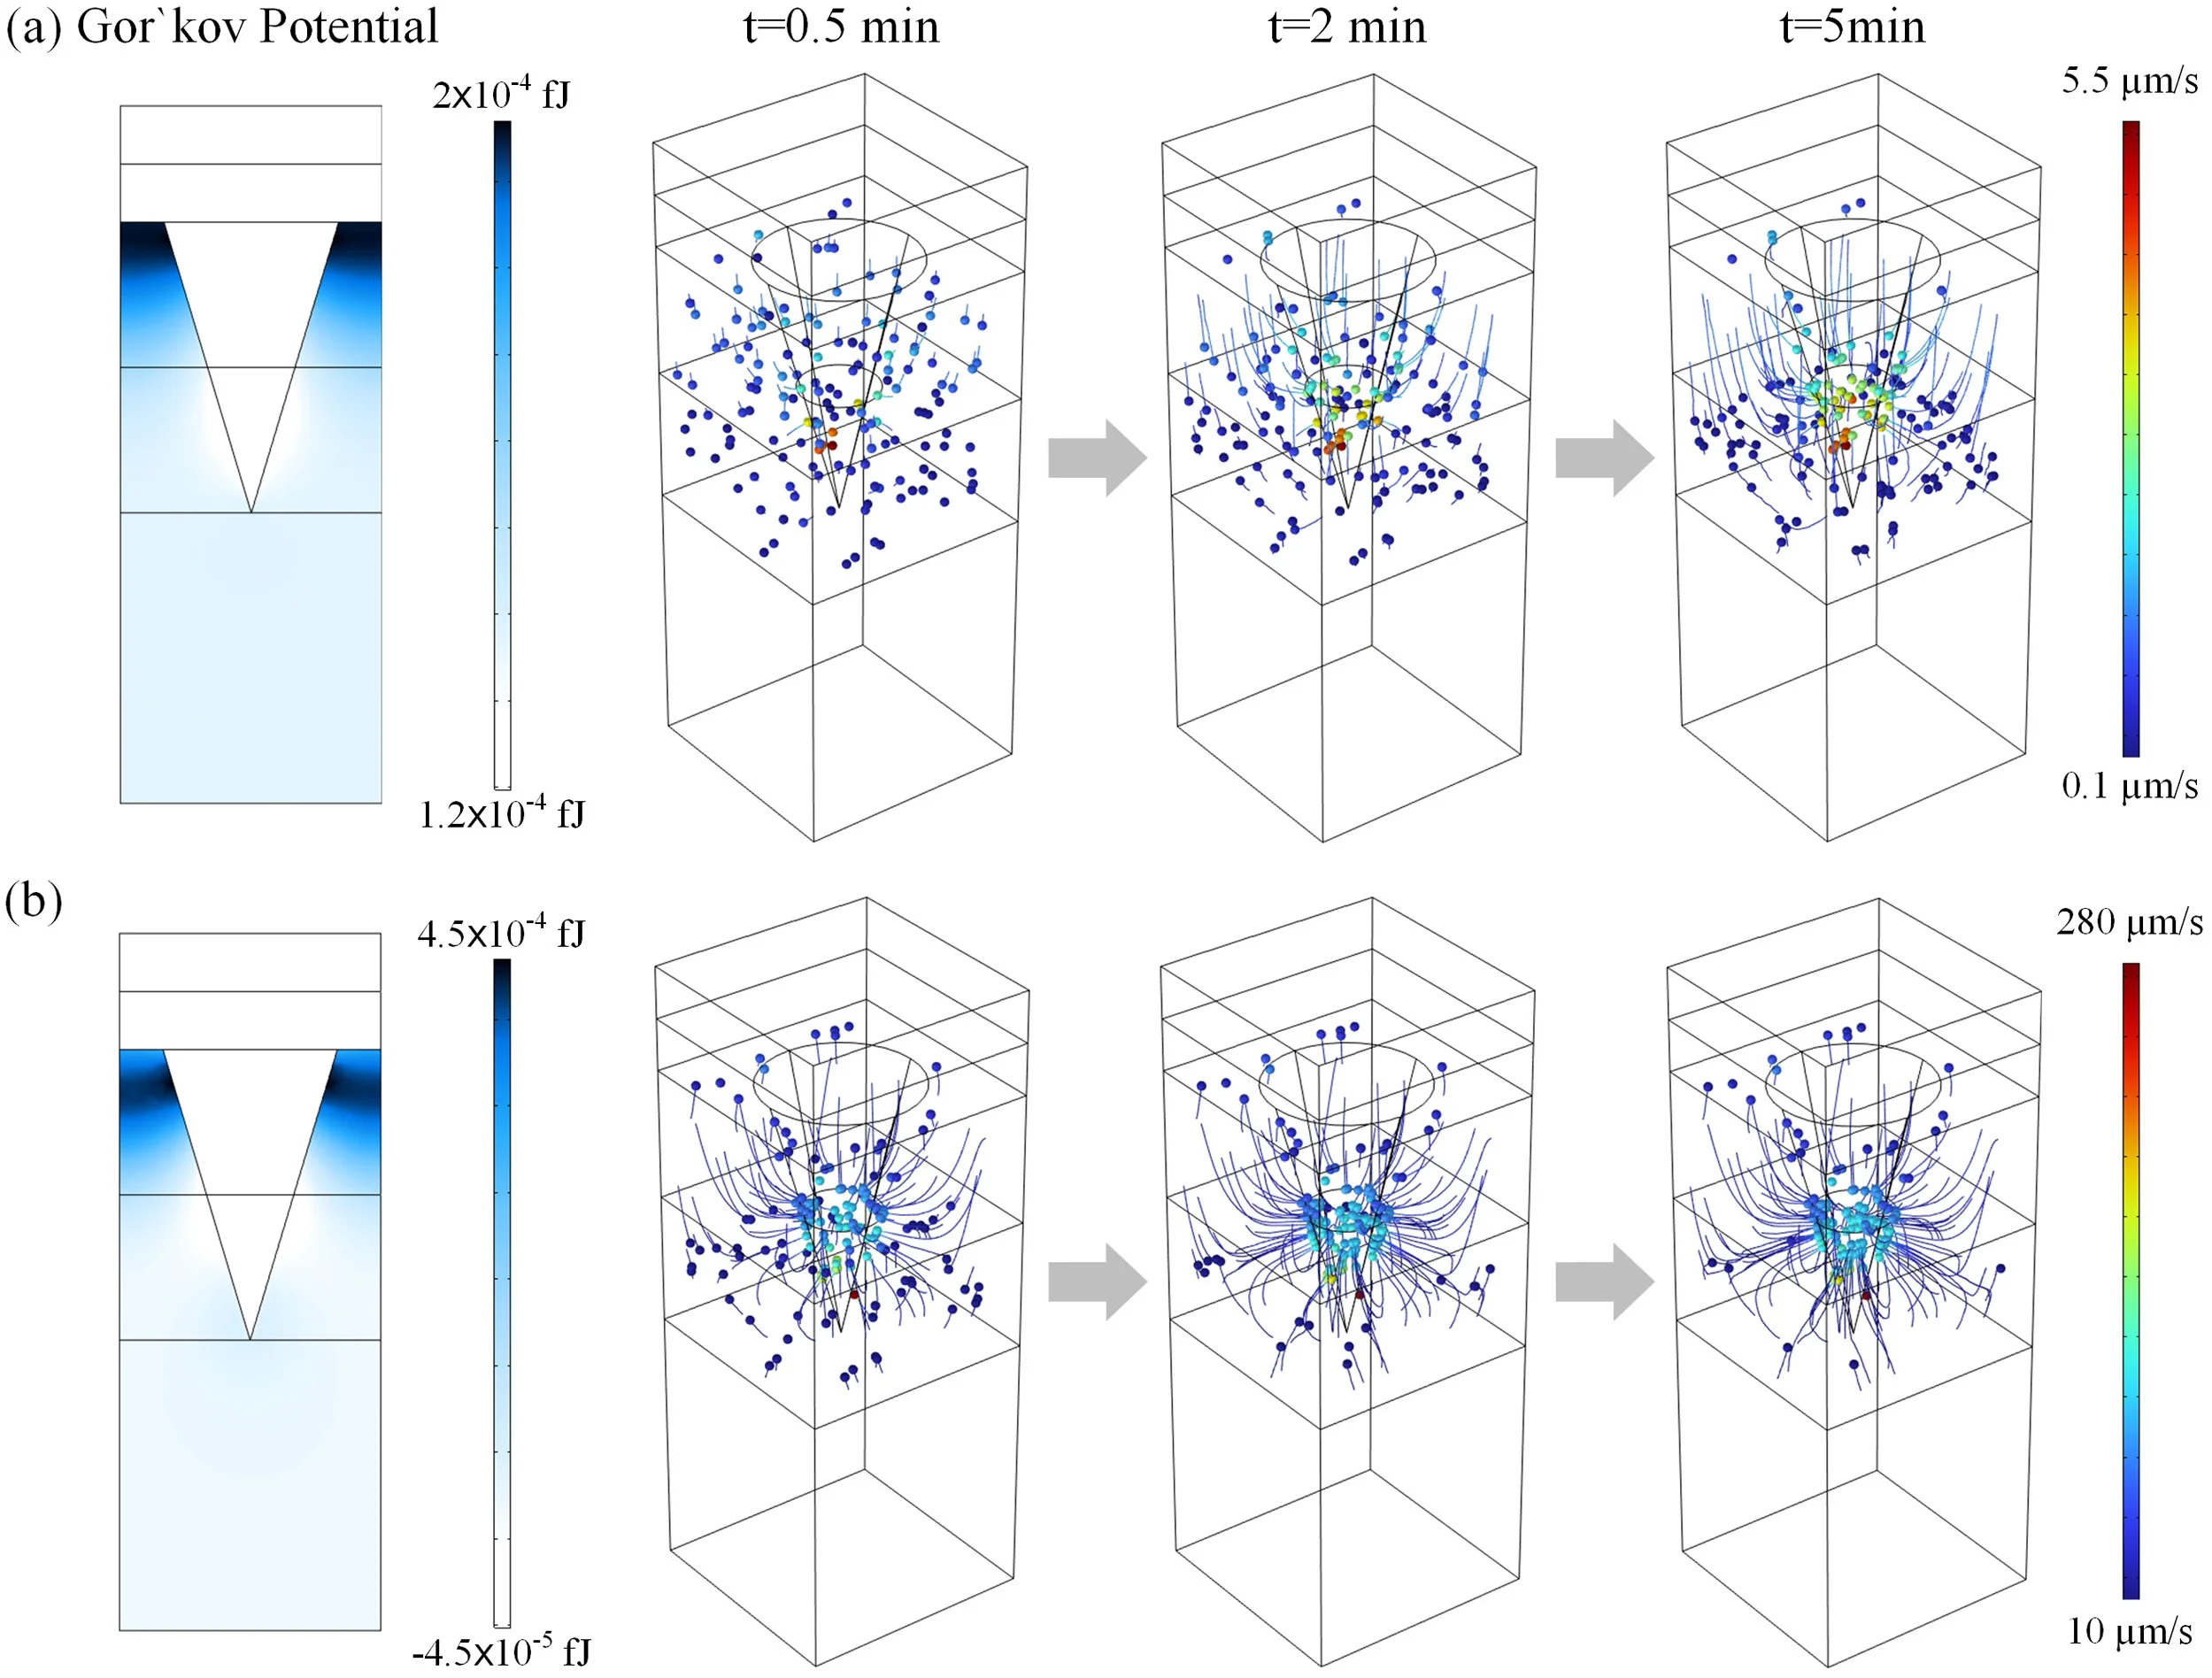 (a) Gor`kov Potential t=0.5 min t=2 min t=5min
2x10⁻⁴ fJ 5.5 µm/s
1.2x10⁻⁴ fJ 0.1 µm/s
(b)
4.5x10⁻⁴ fJ 280 µm/s
-4.5x10⁻⁵ fJ 10 µm/s